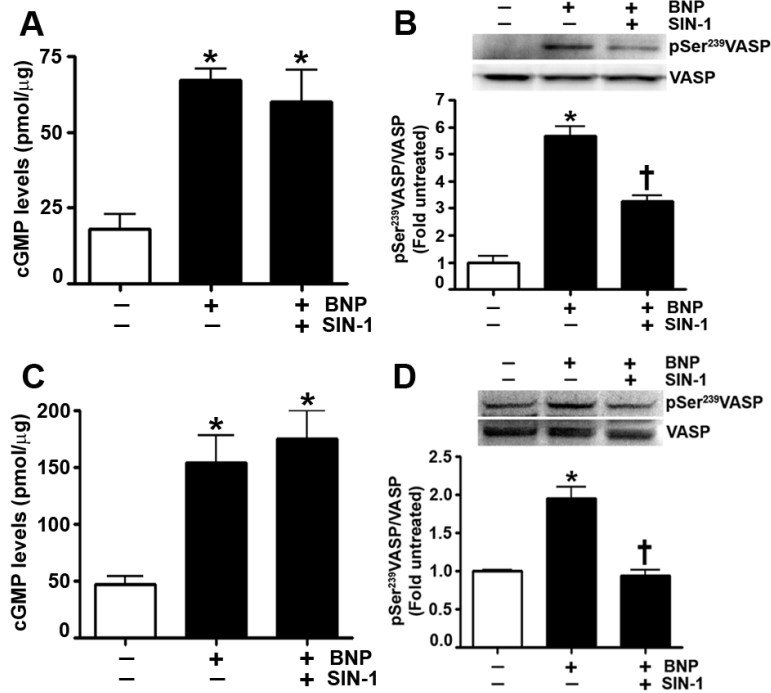 A
cGMP levels (pmol/µg)
75
50
25
0
* *
– + + BNP
– – + SIN-1
B
– + + BNP
– – + SIN-1
pSer²³⁹VASP
VASP
pSer²³⁹VASP/VASP
(Fold untreated)
7
6
5
4
3
2
1
0
* †
– + + BNP
– – + SIN-1
C
cGMP levels (pmol/µg)
200
150
100
50
0
* *
– + + BNP
– – + SIN-1
D
– + + BNP
– – + SIN-1
pSer²³⁹VASP
VASP
pSer²³⁹VASP/VASP
(Fold untreated)
2.5
2.0
1.5
1.0
0.0
* †
– + + BNP
– – + SIN-1